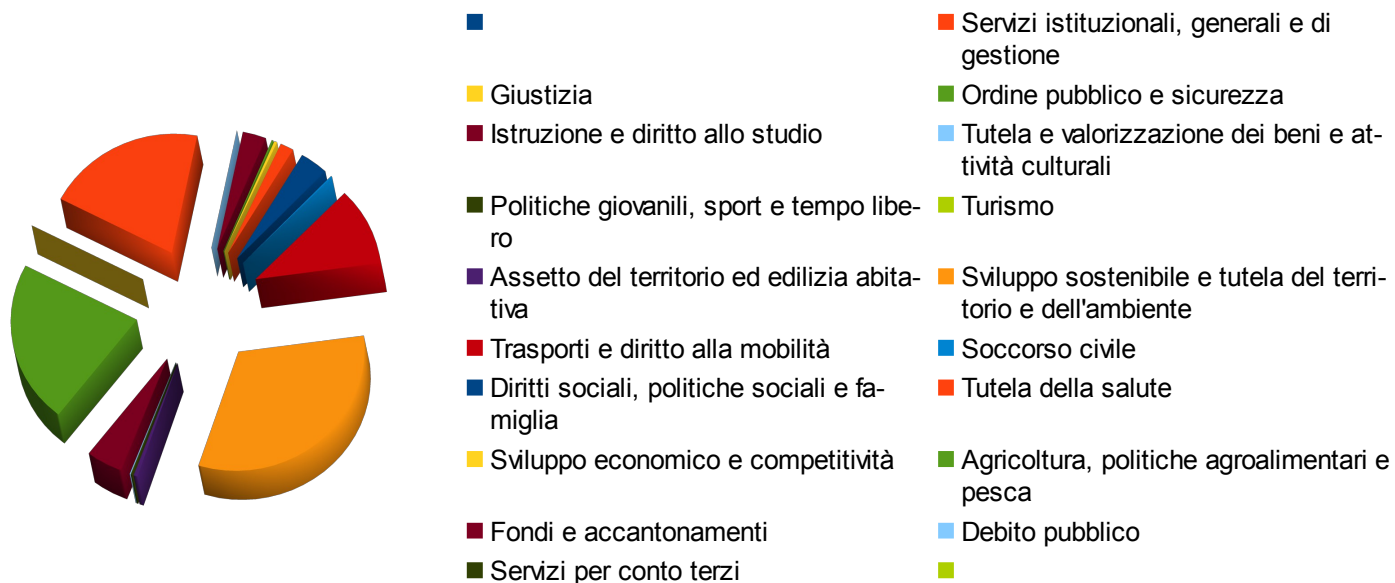 Servizi istituzionali, generali e di
gestione
Giustizia
Ordine pubblico e sicurezza
Istruzione e diritto allo studio
Tutela e valorizzazione dei beni e at-
tività culturali
Politiche giovanili, sport e tempo libe-
ro
Turismo
Assetto del territorio ed edilizia abita-
tiva
Sviluppo sostenibile e tutela del terri-
torio e dell'ambiente
Trasporti e diritto alla mobilità
Soccorso civile
Diritti sociali, politiche sociali e fa-
miglia
Tutela della salute
Sviluppo economico e competitività
Agricoltura, politiche agroalimentari e
pesca
Fondi e accantonamenti
Debito pubblico
Servizi per conto terzi